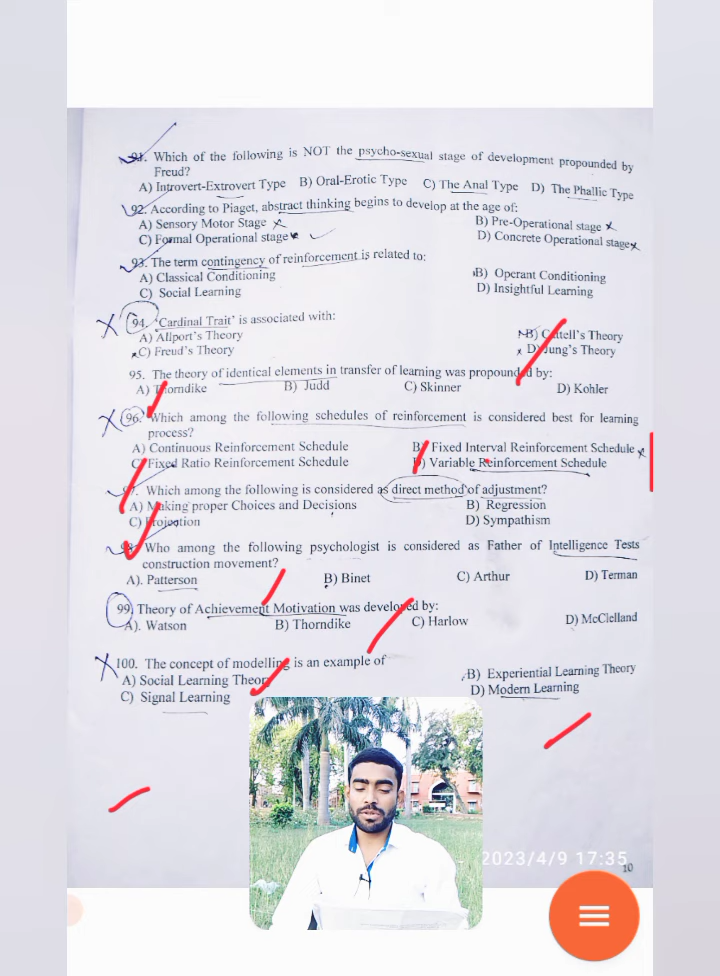 91. Which of the following is NOT the psycho-sexual stage of development propounded by
Freud?
A) Introvert-Extrovert Type B) Oral-Erotic Type C) The Anal Type D) The Phallic Type
92. According to Piaget, abstract thinking begins to develop at the age of:
A) Sensory Motor Stage B) Pre-Operational stage
C) Formal Operational stage D) Concrete Operational stage
93. The term contingency of reinforcement is related to:
A) Classical Conditioning B) Operant Conditioning
C) Social Learning D) Insightful Learning
94. 'Cardinal Trait' is associated with:
A) Allport's Theory B) Cattell's Theory
C) Freud's Theory D) Jung's Theory
95. The theory of identical elements in transfer of learning was propounded by:
A) Thorndike B) Judd C) Skinner D) Kohler
96. Which among the following schedules of reinforcement is considered best for learning
process?
A) Continuous Reinforcement Schedule B) Fixed Interval Reinforcement Schedule
C) Fixed Ratio Reinforcement Schedule D) Variable Reinforcement Schedule
97. Which among the following is considered as direct method of adjustment?
A) Making proper Choices and Decisions B) Regression
C) Projection D) Sympathism
98. Who among the following psychologist is considered as Father of Intelligence Tests
construction movement?
A). Patterson B) Binet C) Arthur D) Terman
99. Theory of Achievement Motivation was developed by:
A). Watson B) Thorndike C) Harlow D) McClelland
100. The concept of modelling is an example of
A) Social Learning Theory B) Experiential Learning Theory
C) Signal Learning D) Modern Learning
2023/4/9 17:35
10